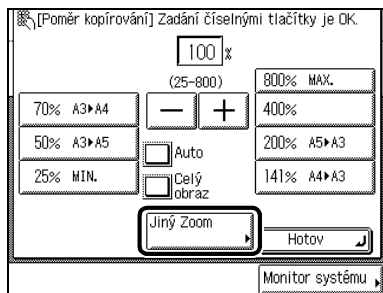 [Poměr kopírování] Zadání číselnými tlačítky je OK.
100 %
(25-800)
800% MAX.
70% A3▸A4
− +
400%
50% A3▸A5
Auto
200% A5▸A3
25% MIN.
Celý
obraz
141% A4▸A3
Jiný Zoom
Hotov
Monitor systému